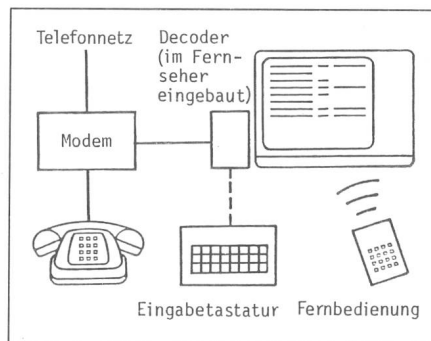 Telefonnetz
Decoder
(im Fern-
seher
eingebaut)
Modem
Eingabetastatur
Fernbedienung